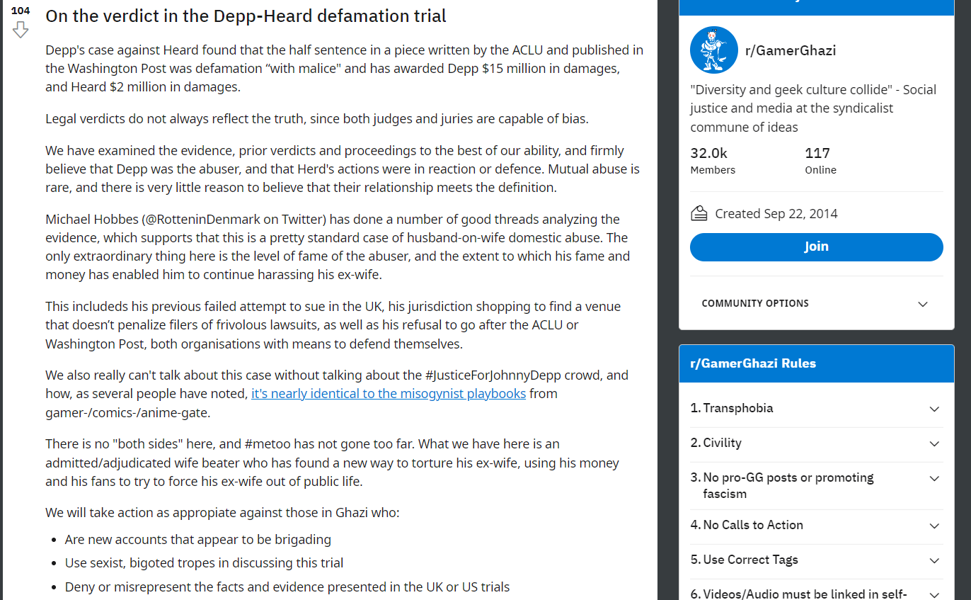 104
On the verdict in the Depp-Heard defamation trial
Depp's case against Heard found that the half sentence in a piece written by the ACLU and published in
the Washington Post was defamation “with malice" and has awarded Depp $15 million in damages,
and Heard $2 million in damages.
Legal verdicts do not always reflect the truth, since both judges and juries are capable of bias.
We have examined the evidence, prior verdicts and proceedings to the best of our ability, and firmly
believe that Depp was the abuser, and that Herd's actions were in reaction or defence. Mutual abuse is
rare, and there is very little reason to believe that their relationship meets the definition.
Michael Hobbes (@RotteninDenmark on Twitter) has done a number of good threads analyzing the
evidence, which supports that this is a pretty standard case of husband-on-wife domestic abuse. The
only extraordinary thing here is the level of fame of the abuser, and the extent to which his fame and
money has enabled him to continue harassing his ex-wife.
This includeds his previous failed attempt to sue in the UK, his jurisdiction shopping to find a venue
that doesn’t penalize filers of frivolous lawsuits, as well as his refusal to go after the ACLU or
Washington Post, both organisations with means to defend themselves.
We also really can't talk about this case without talking about the #JusticeForJohnnyDepp crowd, and
how, as several people have noted, it's nearly identical to the misogynist playbooks from
gamer-/comics-/anime-gate.
There is no "both sides" here, and #metoo has not gone too far. What we have here is an
admitted/adjudicated wife beater who has found a new way to torture his ex-wife, using his money
and his fans to try to force his ex-wife out of public life.
We will take action as appropiate against those in Ghazi who:
• Are new accounts that appear to be brigading
• Use sexist, bigoted tropes in discussing this trial
• Deny or misrepresent the facts and evidence presented in the UK or US trials
r/GamerGhazi
"Diversity and geek culture collide" - Social
justice and media at the syndicalist
commune of ideas
32.0k 117
Members Online
Created Sep 22, 2014
Join
COMMUNITY OPTIONS
r/GamerGhazi Rules
1. Transphobia
2. Civility
3. No pro-GG posts or promoting
fascism
4. No Calls to Action
5. Use Correct Tags
6. Videos/Audio must be linked in self-